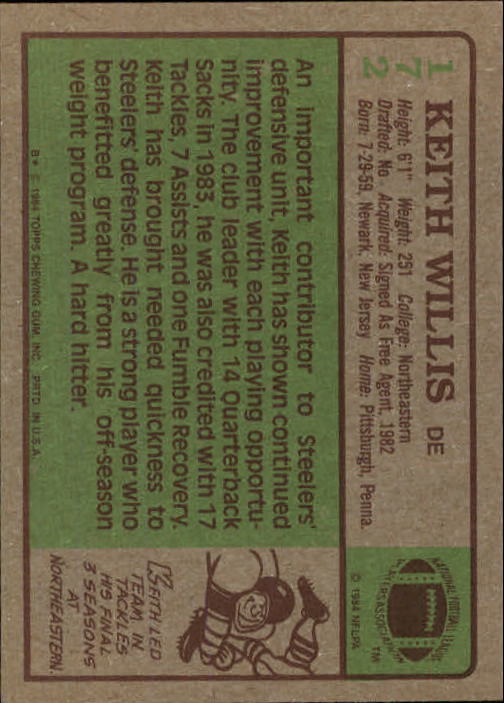 172
KEITH WILLIS DE
Height: 6'1" Weight: 251 College: Northeastern
Drafted: No Acquired: Signed As Free Agent, 1982
Born: 7-29-59, Newark, New Jersey Home: Pittsburgh, Penna.
NATIONAL FOOTBALL LEAGUE
PLAYERS ASSOCIATION
TM
© 1984 NFLPA
An important contributor to Steelers'
defensive unit, Keith has shown continued
improvement with each playing opportu-
nity. The club leader with 14 Quarterback
Sacks in 1983, he was also credited with 17
Tackles, 7 Assists and one Fumble Recovery.
Keith has brought needed quickness to
Steelers' defense. He is a strong player who
benefitted greatly from his off-season
weight program. A hard hitter.
KEITH LED
TEAM IN
TACKLES
HIS FINAL
3 SEASONS
AT
NORTHEASTERN.
B* © 1984 TOPPS CHEWING GUM, INC. PRTD. IN U.S.A.